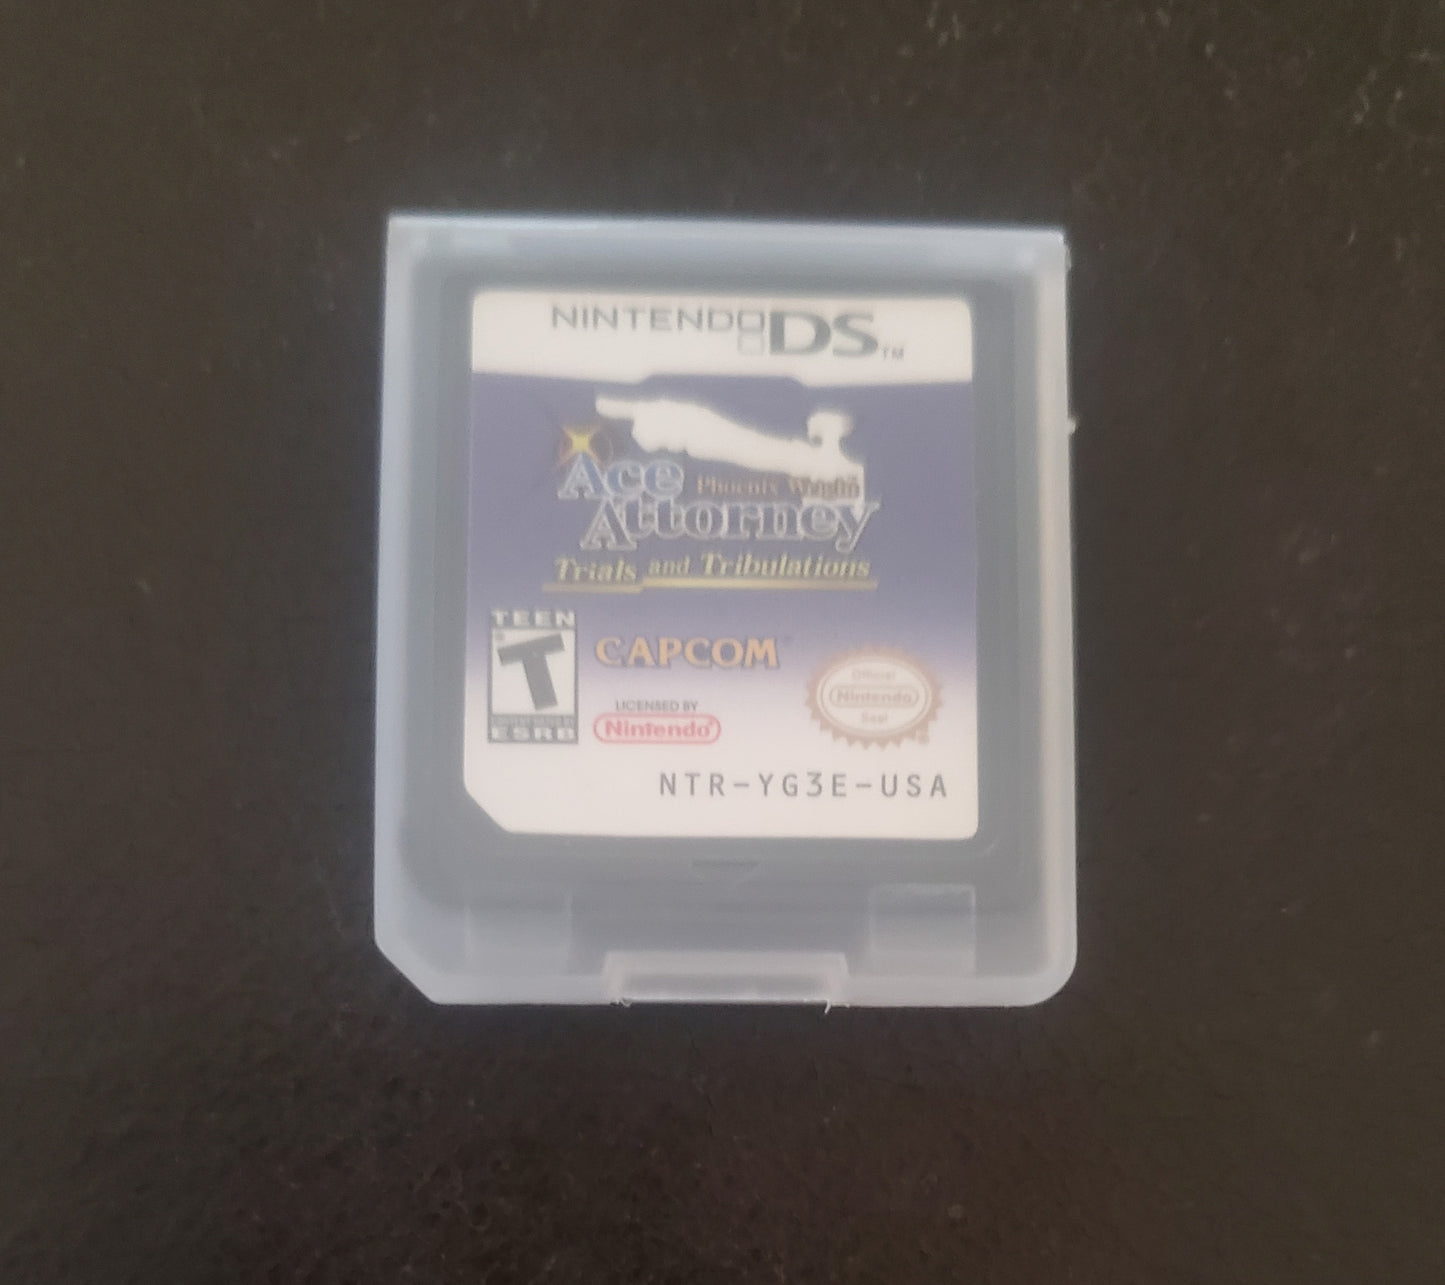 NINTENDO DS™
Ace Phoenix Wright
Attorney
Trials and Tribulations
TEEN
T
ESRB
CAPCOM
LICENSED BY
Nintendo®
Official
Nintendo
Seal
NTR-YG3E-USA